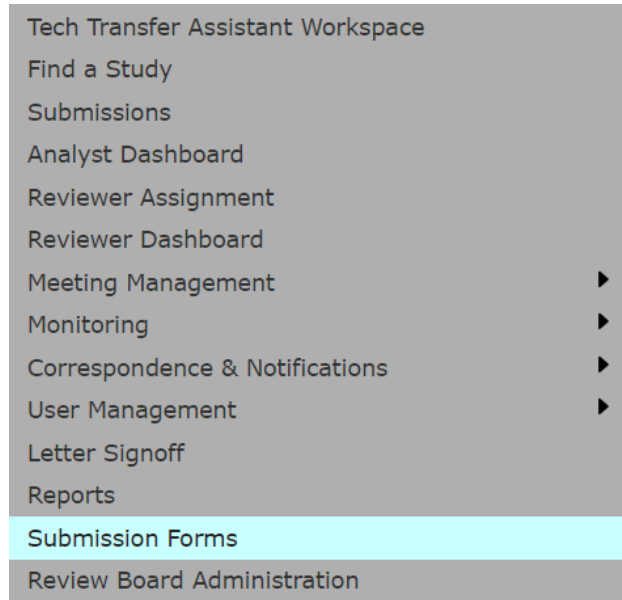 Tech Transfer Assistant Workspace
Find a Study
Submissions
Analyst Dashboard
Reviewer Assignment
Reviewer Dashboard
Meeting Management
Monitoring
Correspondence & Notifications
User Management
Letter Signoff
Reports
Submission Forms
Review Board Administration